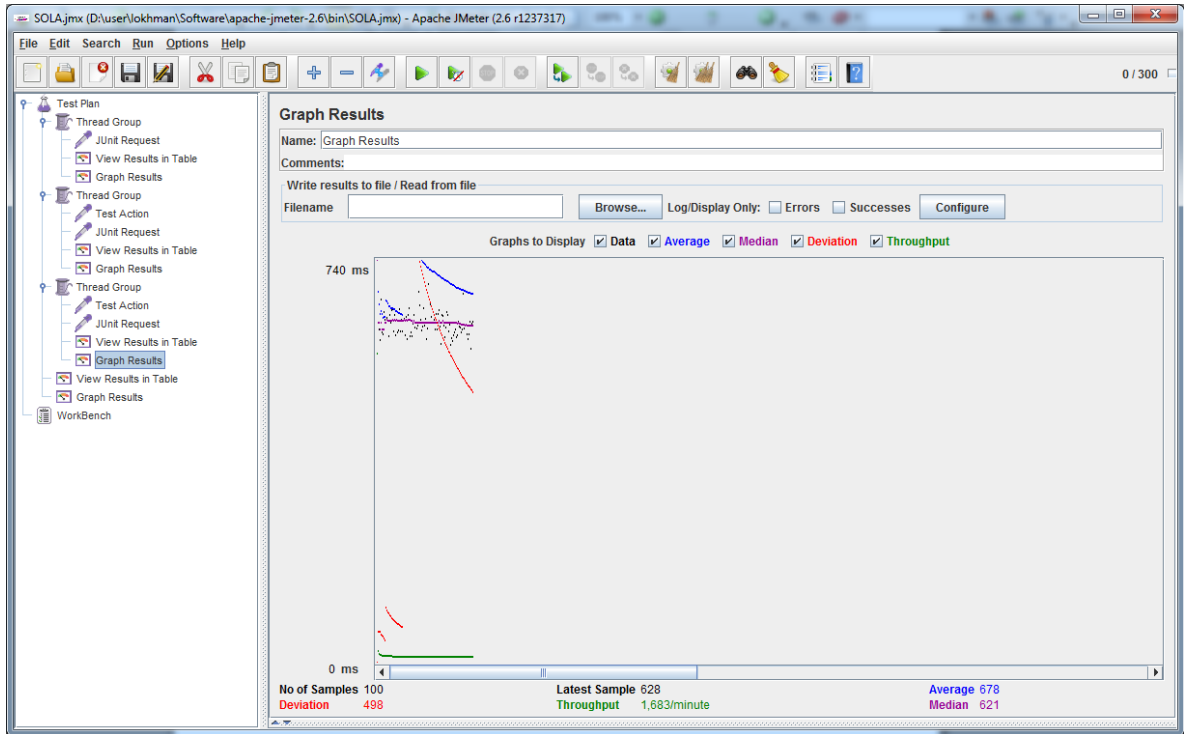 SOLA.jmx (D:\user\lokhman\Software\apache-jmeter-2.6\bin\SOLA.jmx) - Apache JMeter (2.6 r1237317)
File Edit Search Run Options Help
0 / 300
Test Plan
Thread Group
JUnit Request
View Results in Table
Graph Results
Thread Group
Test Action
JUnit Request
View Results in Table
Graph Results
Thread Group
Test Action
JUnit Request
View Results in Table
Graph Results
View Results in Table
Graph Results
WorkBench
Graph Results
Name: Graph Results
Comments:
Write results to file / Read from file
Filename Browse... Log/Display Only: Errors Successes Configure
Graphs to Display Data Average Median Deviation Throughput
740 ms
0 ms
No of Samples 100 Latest Sample 628 Average 678
Deviation 498 Throughput 1,683/minute Median 621